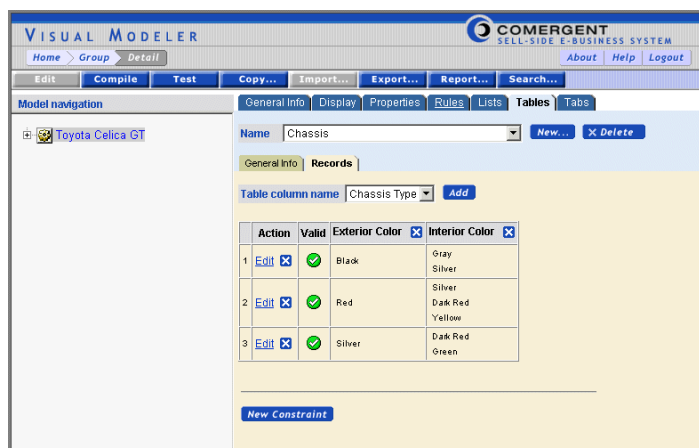 VISUAL MODELER
COMERGENT
SELL-SIDE E-BUSINESS SYSTEM
Home Group Detail
About Help Logout
Edit Compile Test Copy... Import... Export... Report... Search...
Model navigation
General Info Display Properties Rules Lists Tables Tabs
Toyota Celica GT
Name Chassis New... Delete
General Info Records
Table column name Chassis Type Add
Action Valid Exterior Color Interior Color
1 Edit Black Gray
Silver
2 Edit Red Silver
Dark Red
Yellow
3 Edit Silver Dark Red
Green
New Constraint